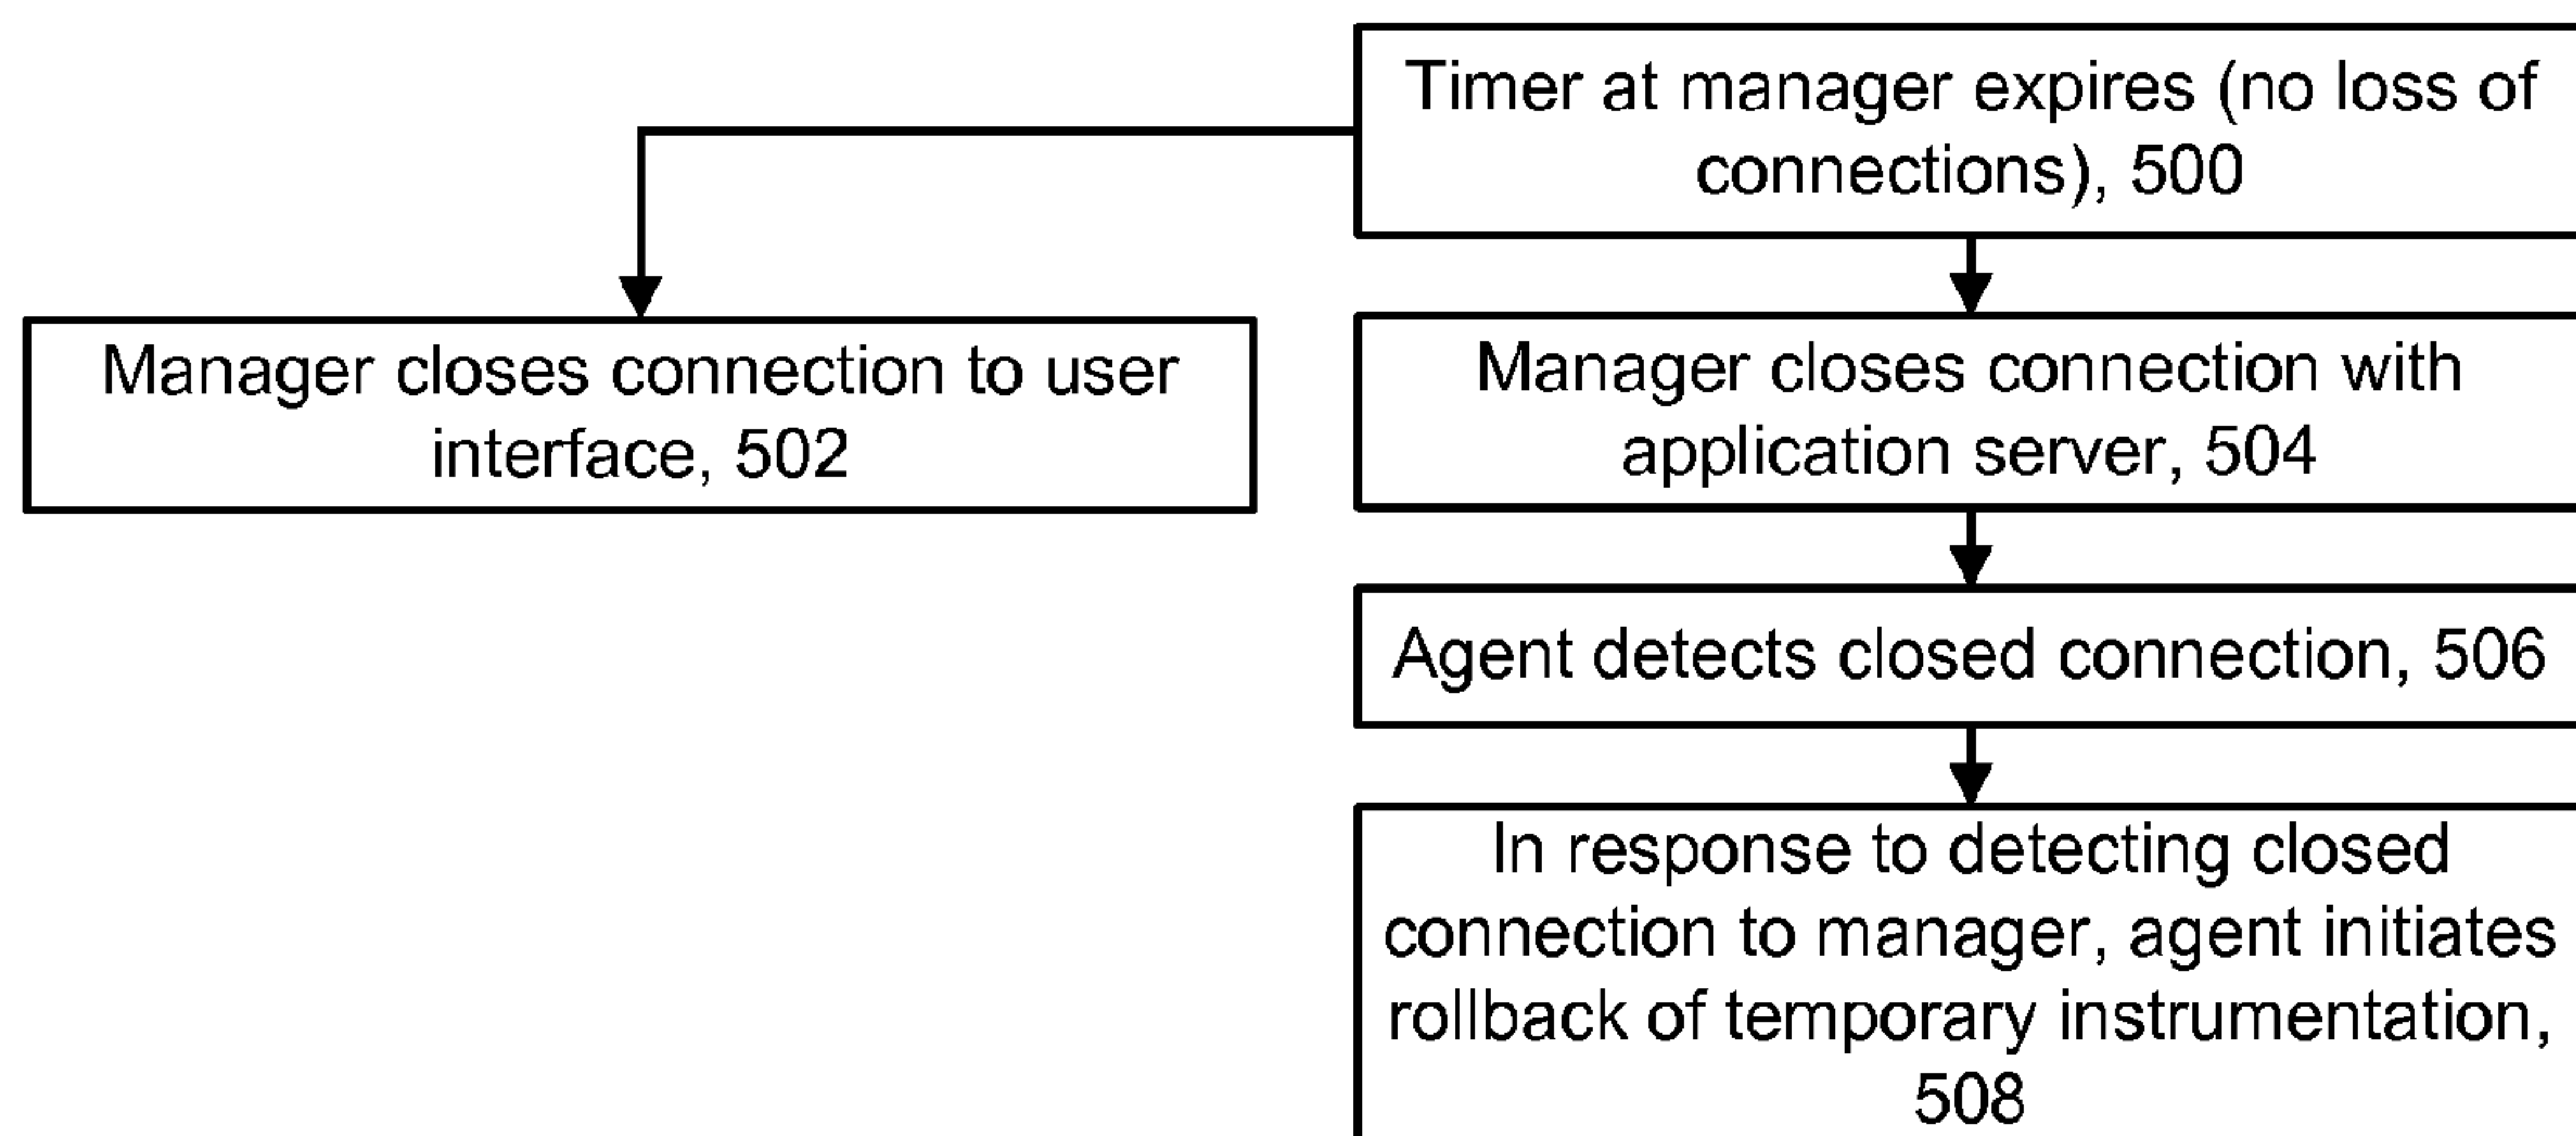 Timer at manager expires (no loss of
connections), 500
Manager closes connection to user
interface, 502
Manager closes connection with
application server, 504
Agent detects closed connection, 506
In response to detecting closed
connection to manager, agent initiates
rollback of temporary instrumentation,
508